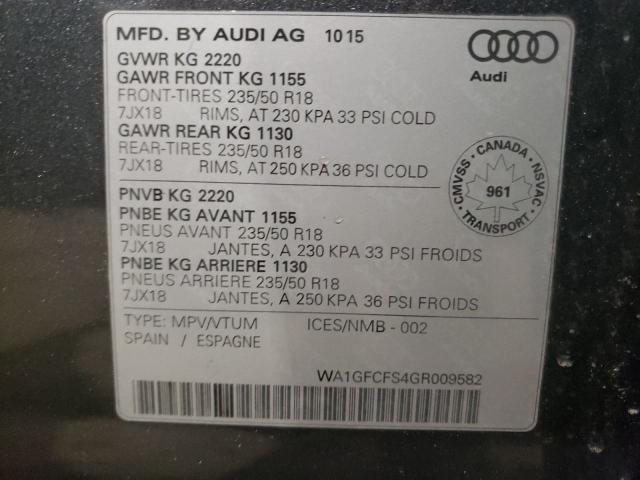 MFD. BY AUDI AG 10 15
Audi
GVWR KG 2220
GAWR FRONT KG 1155
FRONT-TIRES 235/50 R18
7JX18 RIMS, AT 230 KPA 33 PSI COLD
GAWR REAR KG 1130
REAR-TIRES 235/50 R18
7JX18 RIMS, AT 250 KPA 36 PSI COLD
CMVSS - CANADA - NSVAC - TRANSPORT -
961
PNVB KG 2220
PNBE KG AVANT 1155
PNEUS AVANT 235/50 R18
7JX18 JANTES, A 230 KPA 33 PSI FROIDS
PNBE KG ARRIERE 1130
PNEUS ARRIERE 235/50 R18
7JX18 JANTES, A 250 KPA 36 PSI FROIDS
TYPE: MPV/VTUM ICES/NMB - 002
SPAIN / ESPAGNE
WA1GFCFS4GR009582